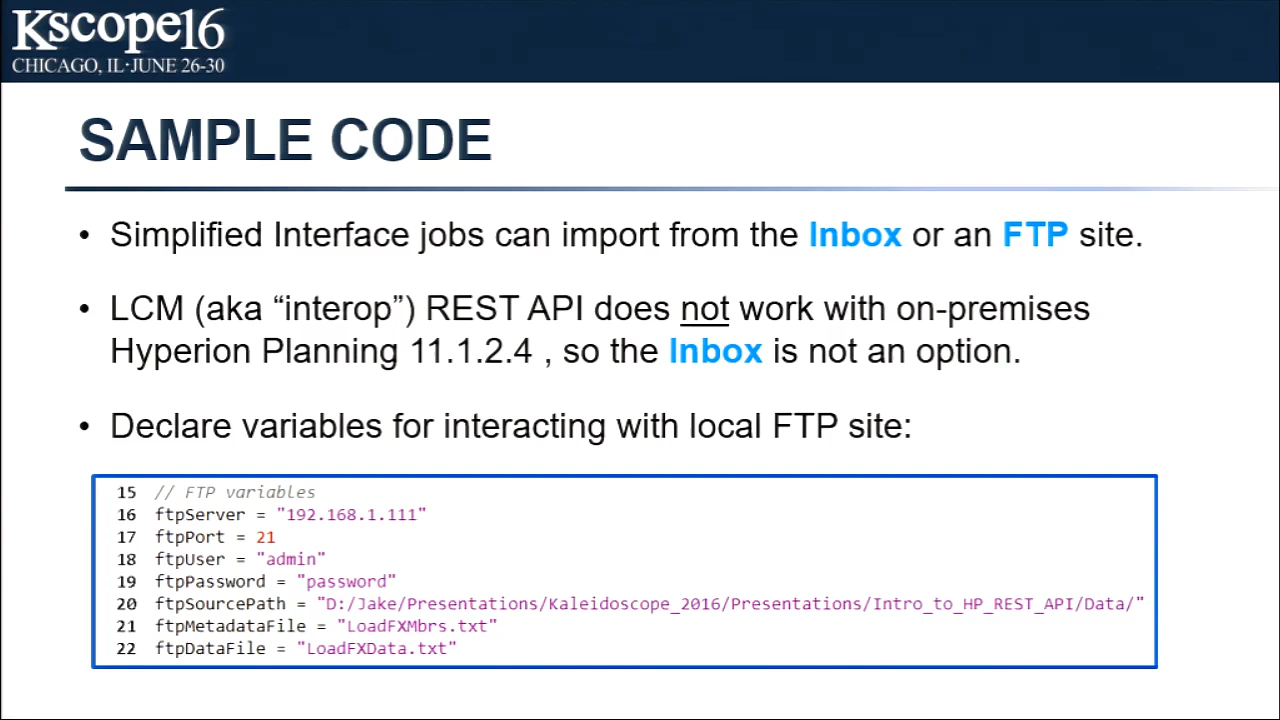 Kscope16
CHICAGO, IL·JUNE 26-30
SAMPLE CODE
• Simplified Interface jobs can import from the Inbox or an FTP site.
• LCM (aka “interop”) REST API does not work with on-premises
Hyperion Planning 11.1.2.4 , so the Inbox is not an option.
• Declare variables for interacting with local FTP site:
15 // FTP variables
16 ftpServer = "192.168.1.111"
17 ftpPort = 21
18 ftpUser = "admin"
19 ftpPassword = "password"
20 ftpSourcePath = "D:/Jake/Presentations/Kaleidoscope_2016/Presentations/Intro_to_HP_REST_API/Data/"
21 ftpMetadataFile = "LoadFXMbrs.txt"
22 ftpDataFile = "LoadFXData.txt"